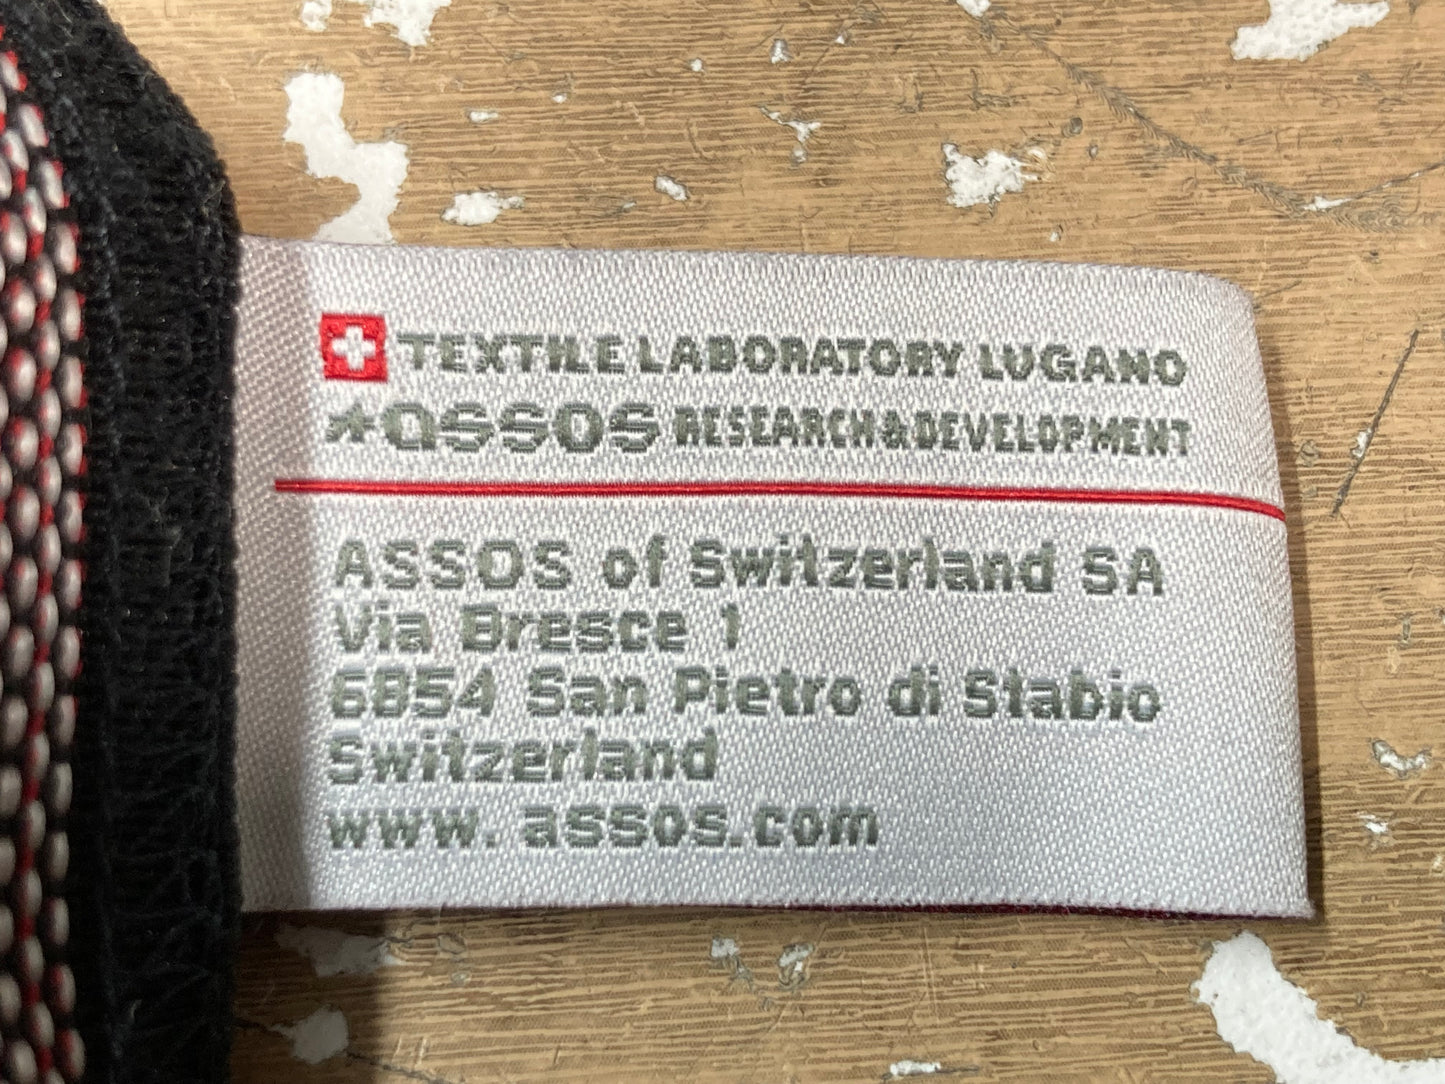 TEXTILE LABORATORY LUGANO
assos RESEARCH & DEVELOPMENT
ASSOS of Switzerland SA
Via Bresce 1
6854 San Pietro di Stabio
Switzerland
www. assos.com